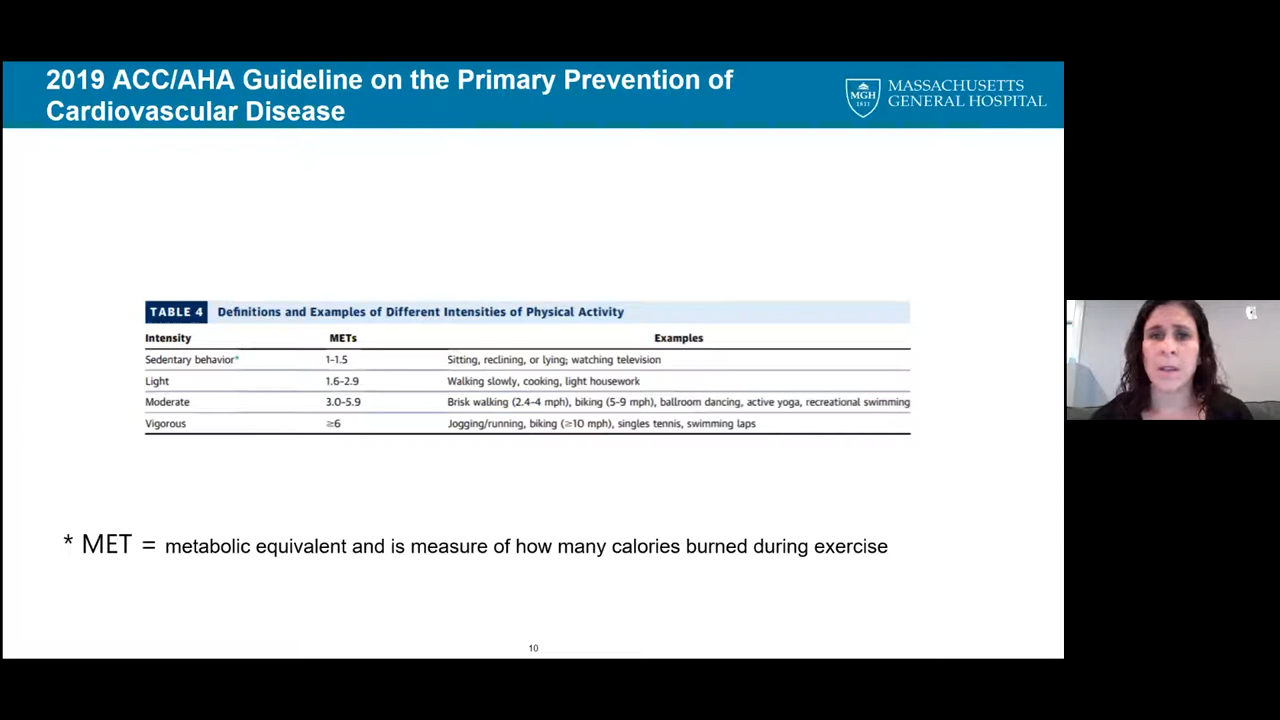 2019 ACC/AHA Guideline on the Primary Prevention of
Cardiovascular Disease
MGH
1811
MASSACHUSETTS
GENERAL HOSPITAL
TABLE 4 Definitions and Examples of Different Intensities of Physical Activity
Intensity METs Examples
Sedentary behavior* 1-1.5 Sitting, reclining, or lying; watching television
Light 1.6-2.9 Walking slowly, cooking, light housework
Moderate 3.0-5.9 Brisk walking (2.4-4 mph), biking (5-9 mph), ballroom dancing, active yoga, recreational swimming
Vigorous ≥6 Jogging/running, biking (≥10 mph), singles tennis, swimming laps
* MET = metabolic equivalent and is measure of how many calories burned during exercise
10